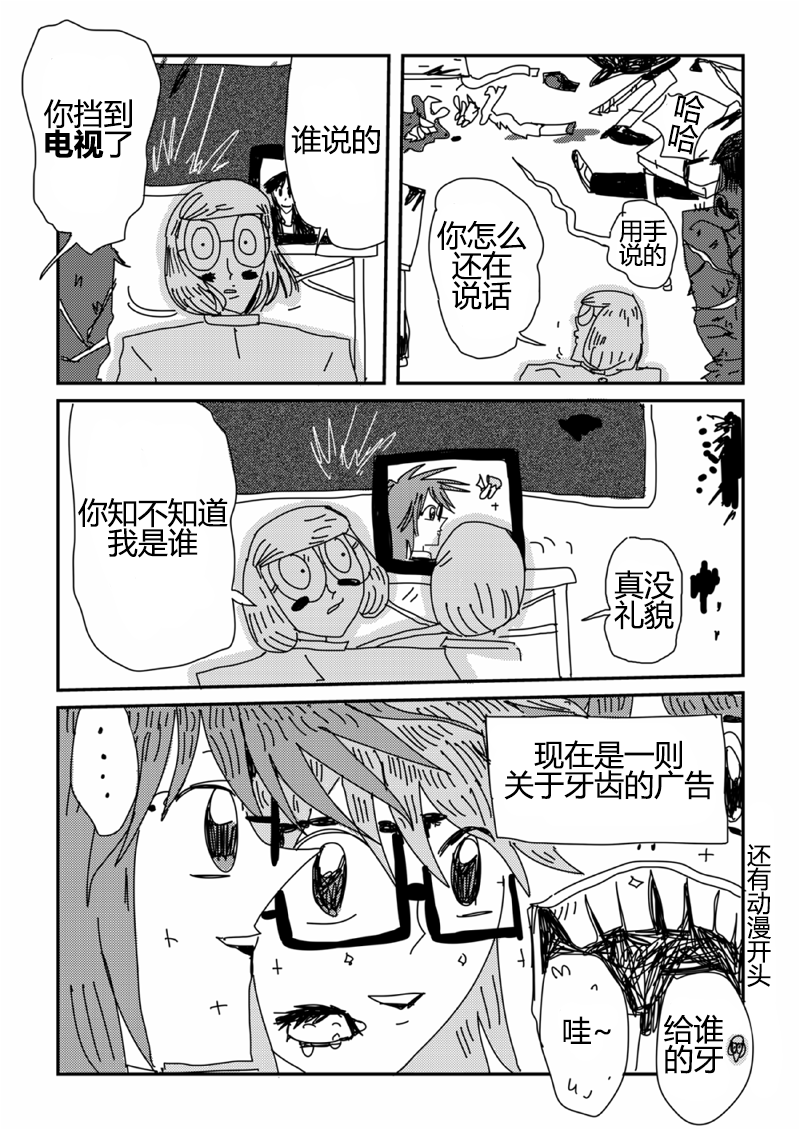 哈
哈
用手
说的
你怎么
还在
说话
谁说的
你挡到
电视了
真没
礼貌
你知不知道
我是谁
现在是一则
关于牙齿的广告
还有动漫开头
给谁
的牙
哇~